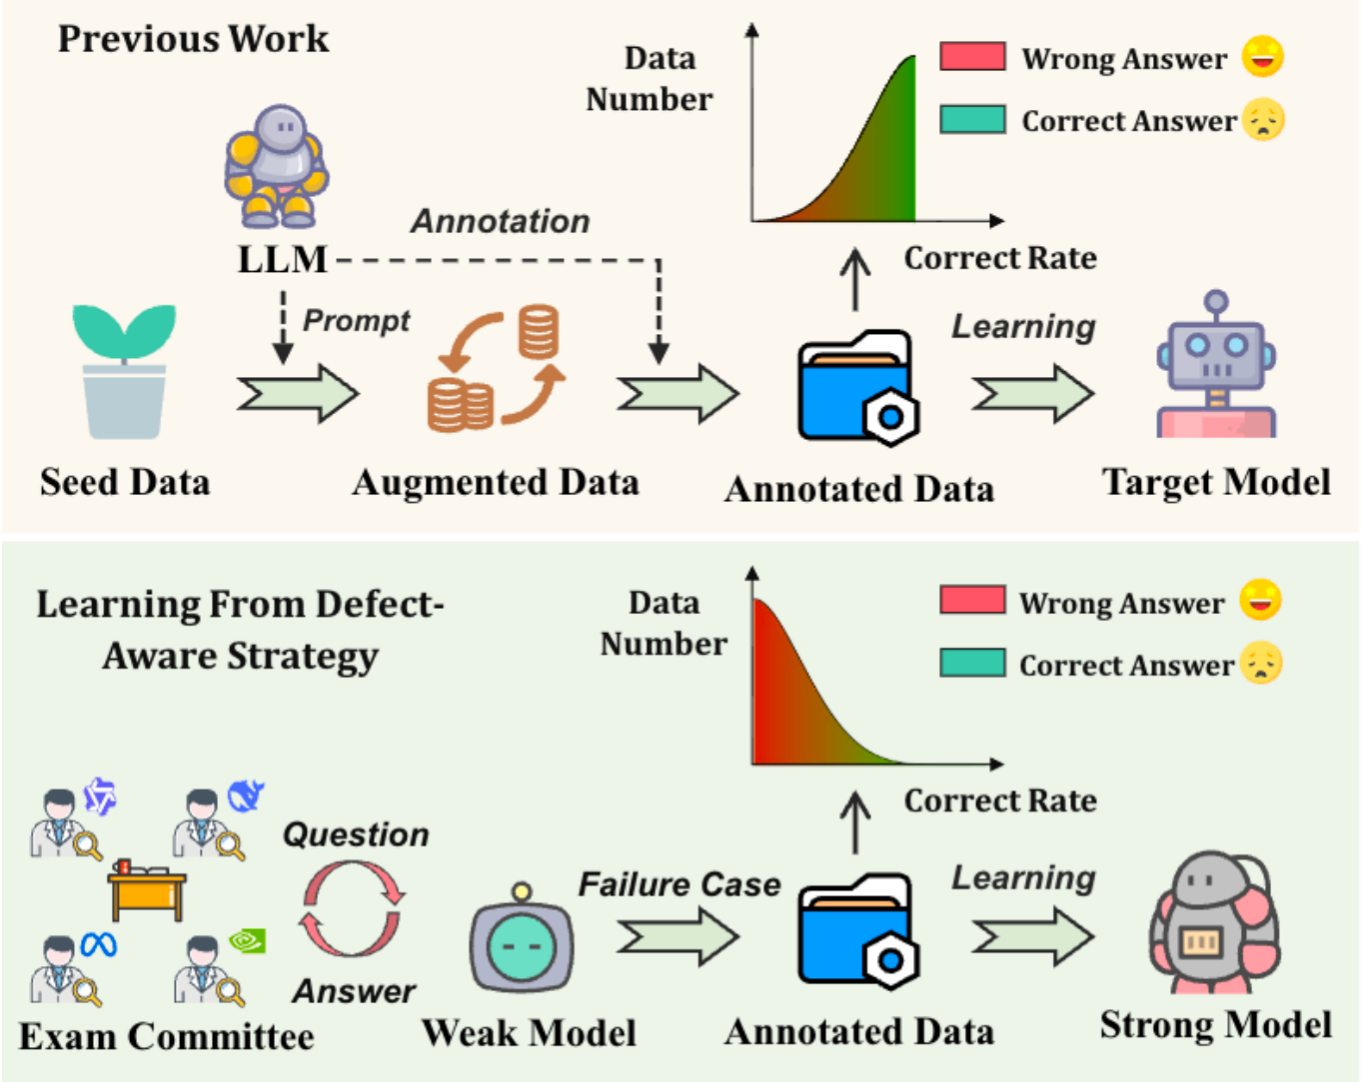 Previous Work
Data
Number
Wrong Answer
Correct Answer
Correct Rate
LLM
Annotation
Prompt
Learning
Seed Data
Augmented Data
Annotated Data
Target Model
Learning From Defect-
Aware Strategy
Data
Number
Wrong Answer
Correct Answer
Correct Rate
Question
Answer
Failure Case
Learning
Exam Committee
Weak Model
Annotated Data
Strong Model